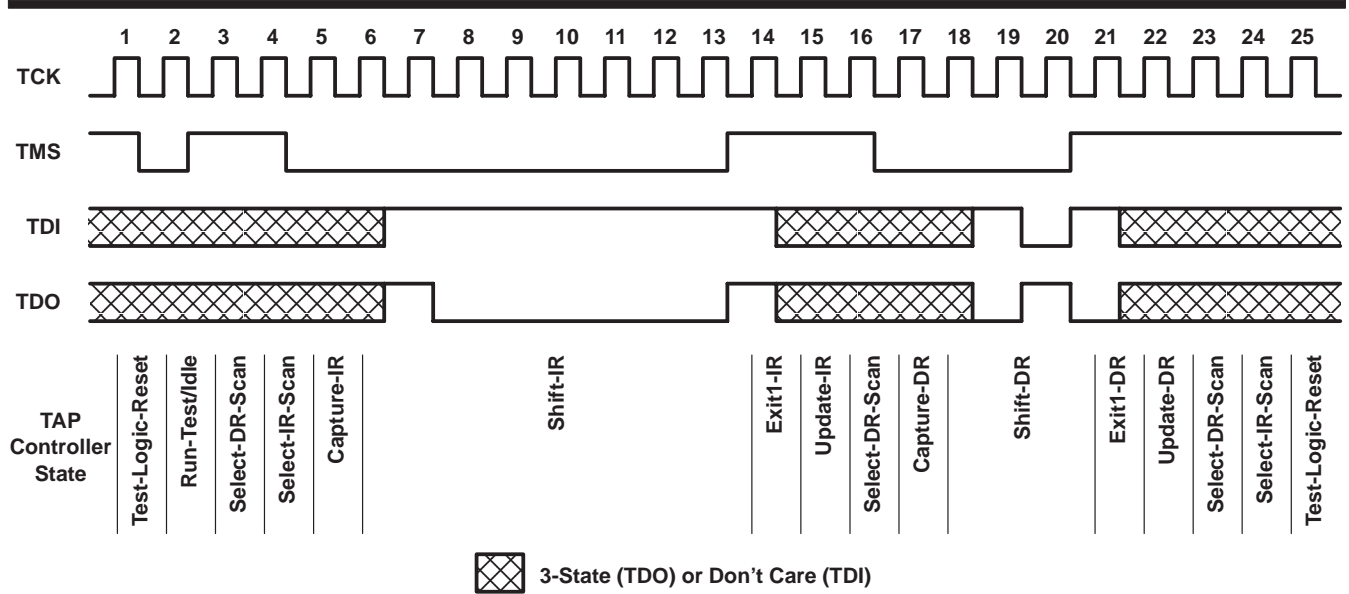 1 2 3 4 5 6 7 8 9 10 11 12 13 14 15 16 17 18 19 20 21 22 23 24 25
TCK
TMS
TDI
TDO
TAP
Controller
State
Test-Logic-Reset
Run-Test/Idle
Select-DR-Scan
Select-IR-Scan
Capture-IR
Shift-IR
Exit1-IR
Update-IR
Select-DR-Scan
Capture-DR
Shift-DR
Exit1-DR
Update-DR
Select-DR-Scan
Select-IR-Scan
Test-Logic-Reset
3-State (TDO) or Don’t Care (TDI)